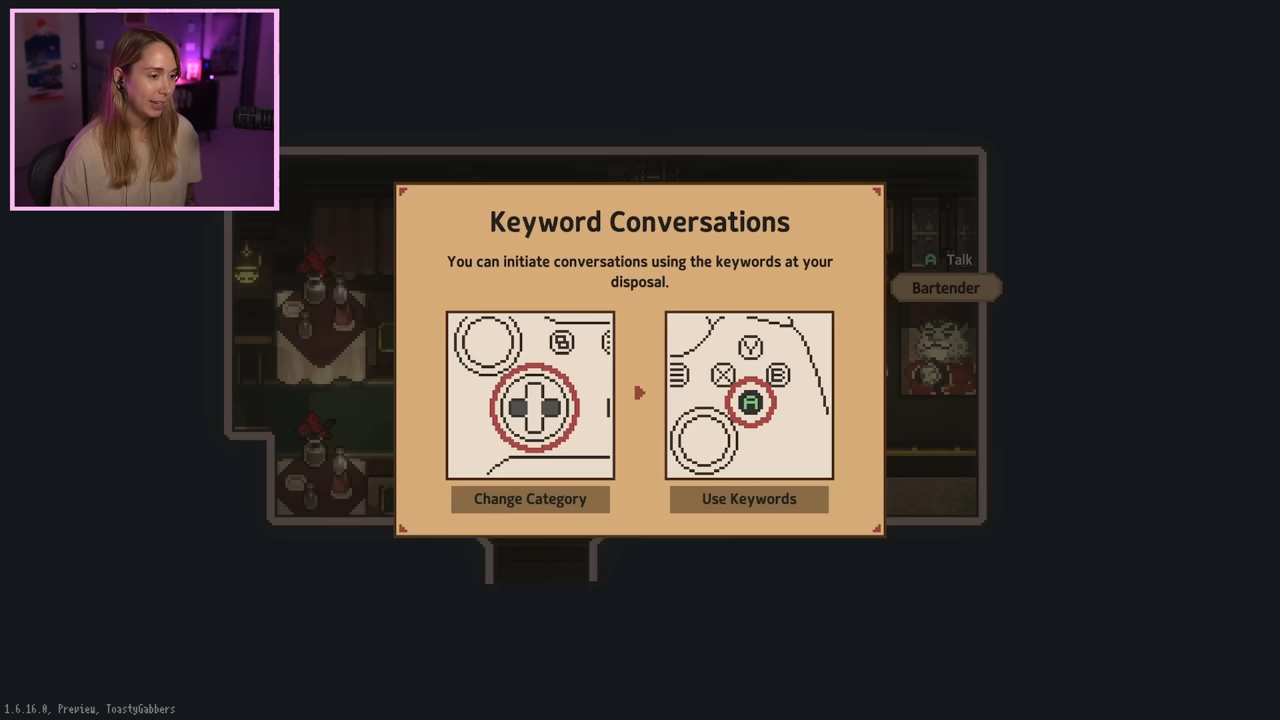 Keyword Conversations
You can initiate conversations using the keywords at your
disposal.
A Talk
Bartender
B
Y
X B
A
Change Category
Use Keywords
1.6.16.0, Preview, ToastyGabbers